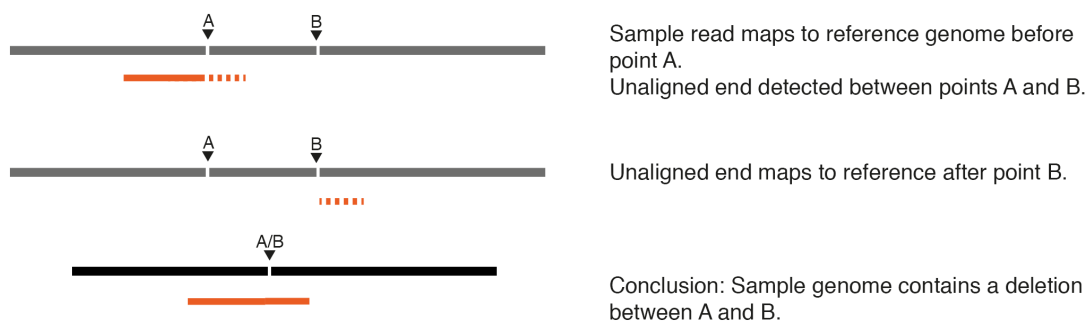 A B
Sample read maps to reference genome before
point A.
Unaligned end detected between points A and B.
A B
Unaligned end maps to reference after point B.
A/B
Conclusion: Sample genome contains a deletion
between A and B.